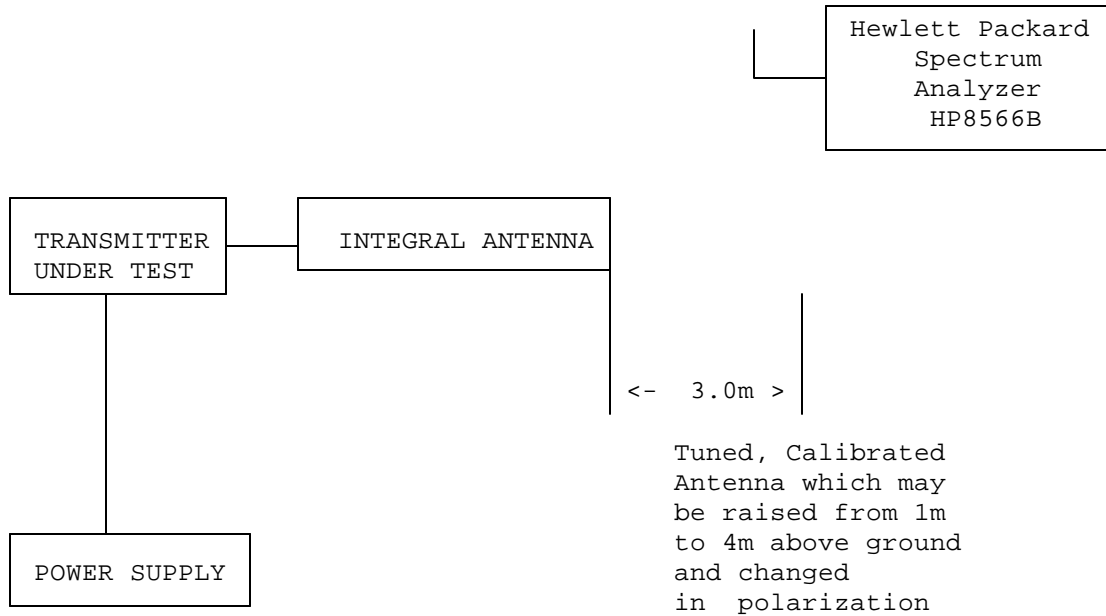 Hewlett Packard
Spectrum
Analyzer
HP8566B
TRANSMITTER
UNDER TEST
INTEGRAL ANTENNA
<- 3.0m >
Tuned, Calibrated
Antenna which may
be raised from 1m
to 4m above ground
and changed
in polarization
POWER SUPPLY